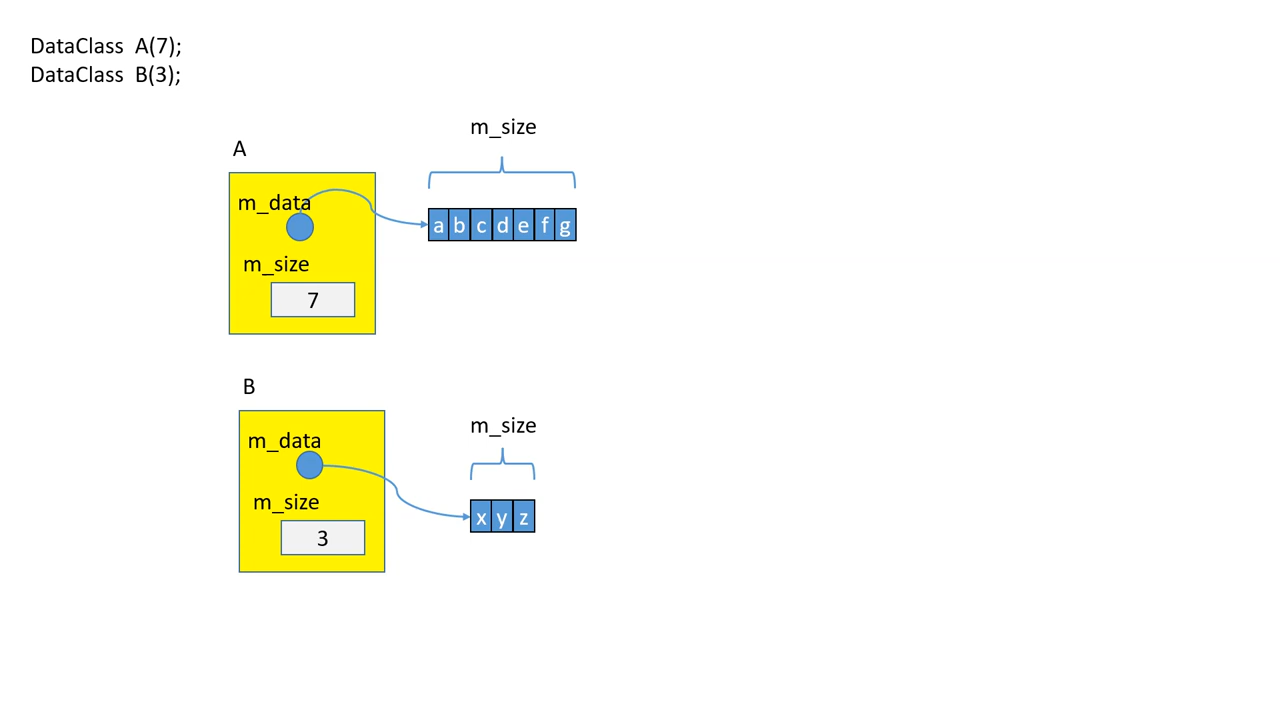 DataClass A(7);
DataClass B(3);
m_size
A
m_data
a b c d e f g
m_size
7
B
m_size
m_data
m_size
x y z
3